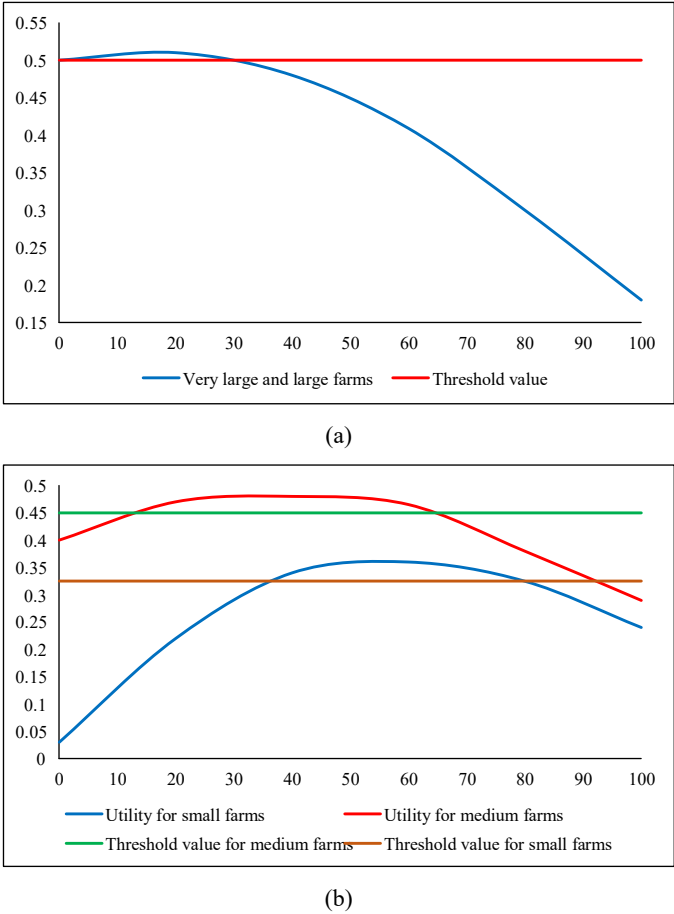 0.55
0.5
0.45
0.4
0.35
0.3
0.25
0.2
0.15
0 10 20 30 40 50 60 70 80 90 100
Very large and large farms Threshold value
(a)
0.5
0.45
0.4
0.35
0.3
0.25
0.2
0.15
0.1
0.05
0
0 10 20 30 40 50 60 70 80 90 100
Utility for small farms Utility for medium farms
Threshold value for medium farms Threshold value for small farms
(b)